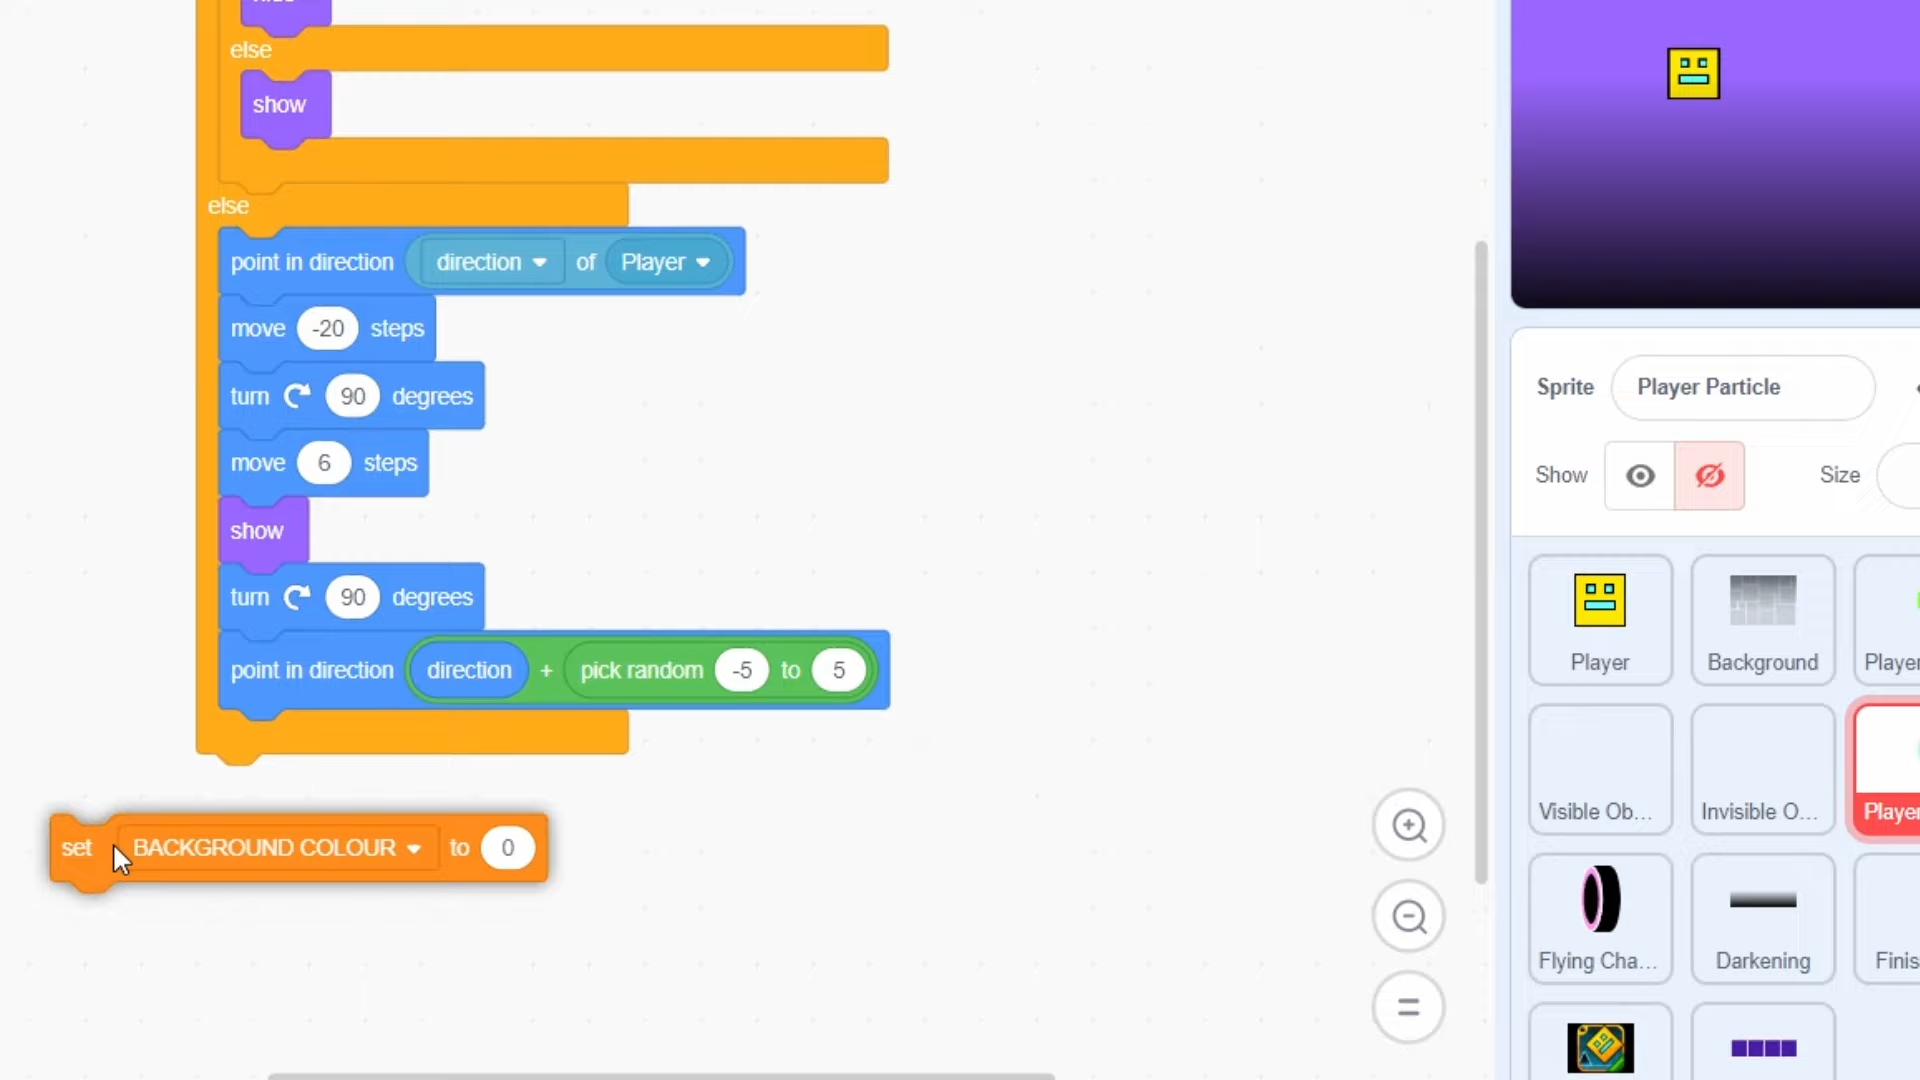 else
show
else
point in direction direction of Player
move -20 steps
turn 90 degrees
move 6 steps
show
turn 90 degrees
point in direction direction + pick random -5 to 5
set BACKGROUND COLOUR to 0
Sprite Player Particle
Show Size
Player Background Player
Visible Ob... Invisible O... Player
Flying Cha... Darkening Finis